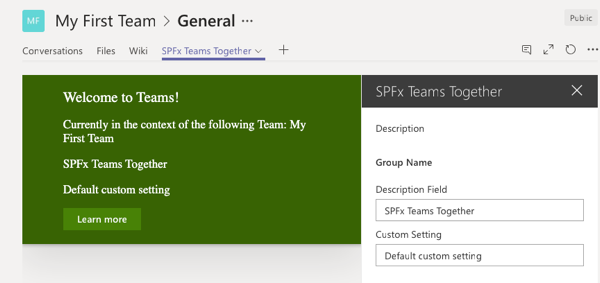 MF My First Team > General ...
Public
Conversations Files Wiki SPFx Teams Together +
Welcome to Teams!
Currently in the context of the following Team: My
First Team
SPFx Teams Together
Default custom setting
Learn more
SPFx Teams Together
Description
Group Name
Description Field
SPFx Teams Together
Custom Setting
Default custom setting